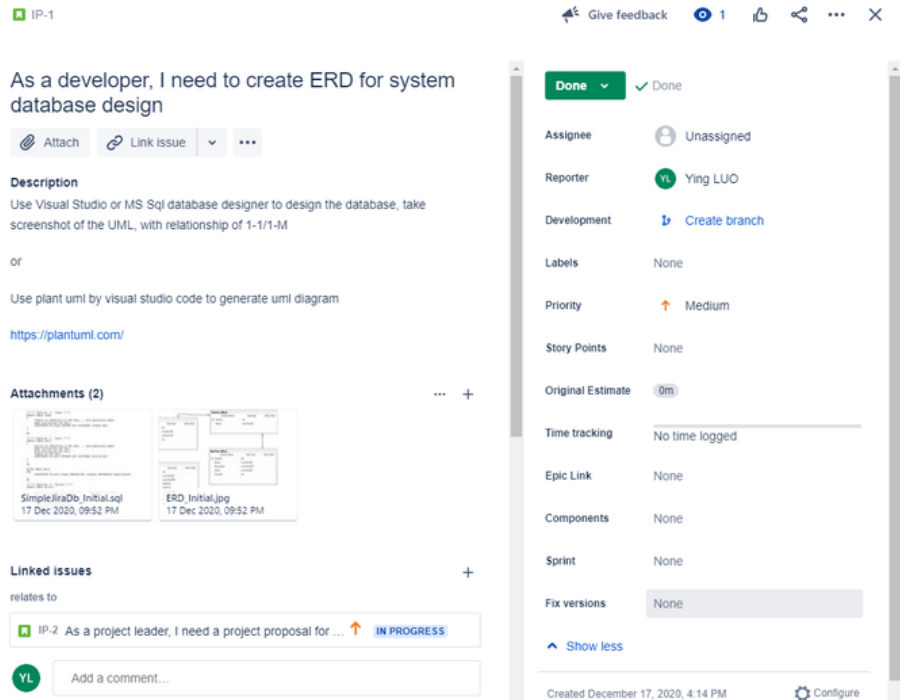 IP-1
Give feedback
1
As a developer, I need to create ERD for system
database design
Attach
Link issue
Description
Use Visual Studio or MS Sql database designer to design the database, take
screenshot of the UML, with relationship of 1-1/1-M
or
Use plant uml by visual studio code to generate uml diagram
https://plantuml.com/
Attachments (2)
SimpleJiraDb_Initial.sql
17 Dec 2020, 09:52 PM
ERD_Initial.jpg
17 Dec 2020, 09:52 PM
Linked issues
relates to
IP-2 As a project leader, I need a project proposal for ... IN PROGRESS
YL Add a comment...
Done Done
Assignee Unassigned
Reporter YL Ying LUO
Development Create branch
Labels None
Priority Medium
Story Points None
Original Estimate 0m
Time tracking
No time logged
Epic Link None
Components None
Sprint None
Fix versions None
Show less
Created December 17, 2020, 4:14 PM Configure